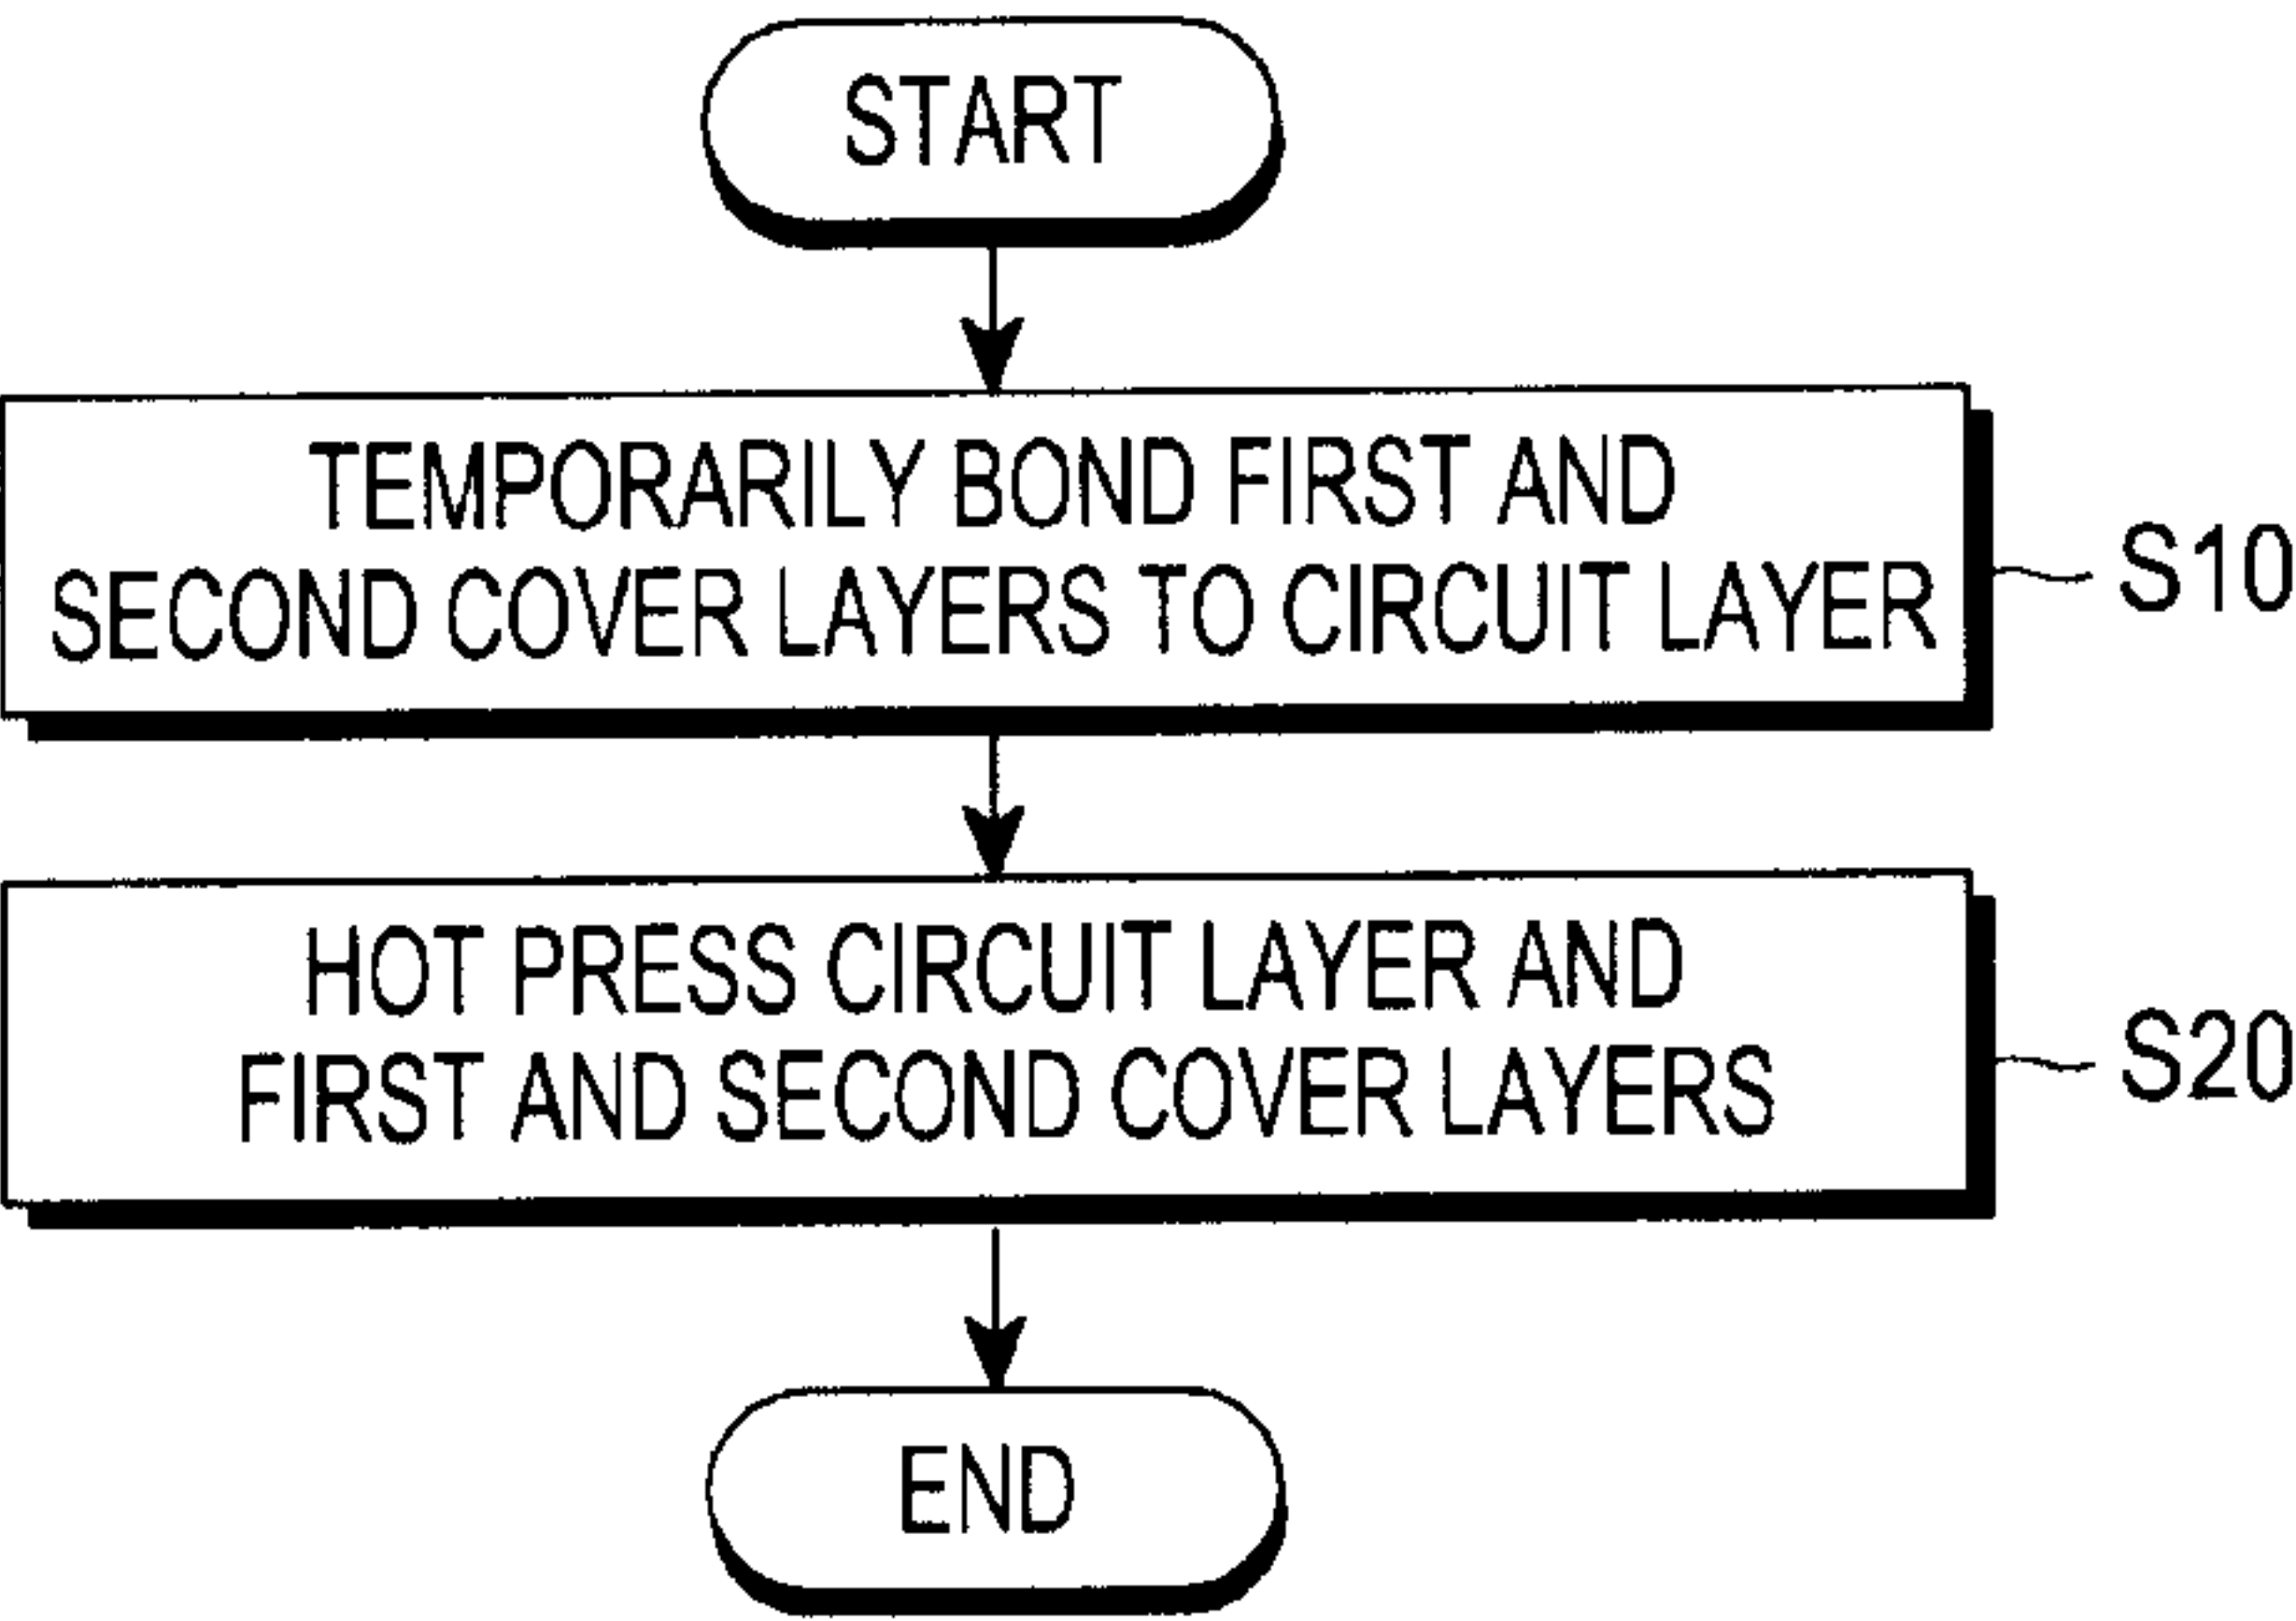 START
TEMPORARILY BOND FIRST AND
SECOND COVER LAYERS TO CIRCUIT LAYER
S10
HOT PRESS CIRCUIT LAYER AND
FIRST AND SECOND COVER LAYERS
S20
END